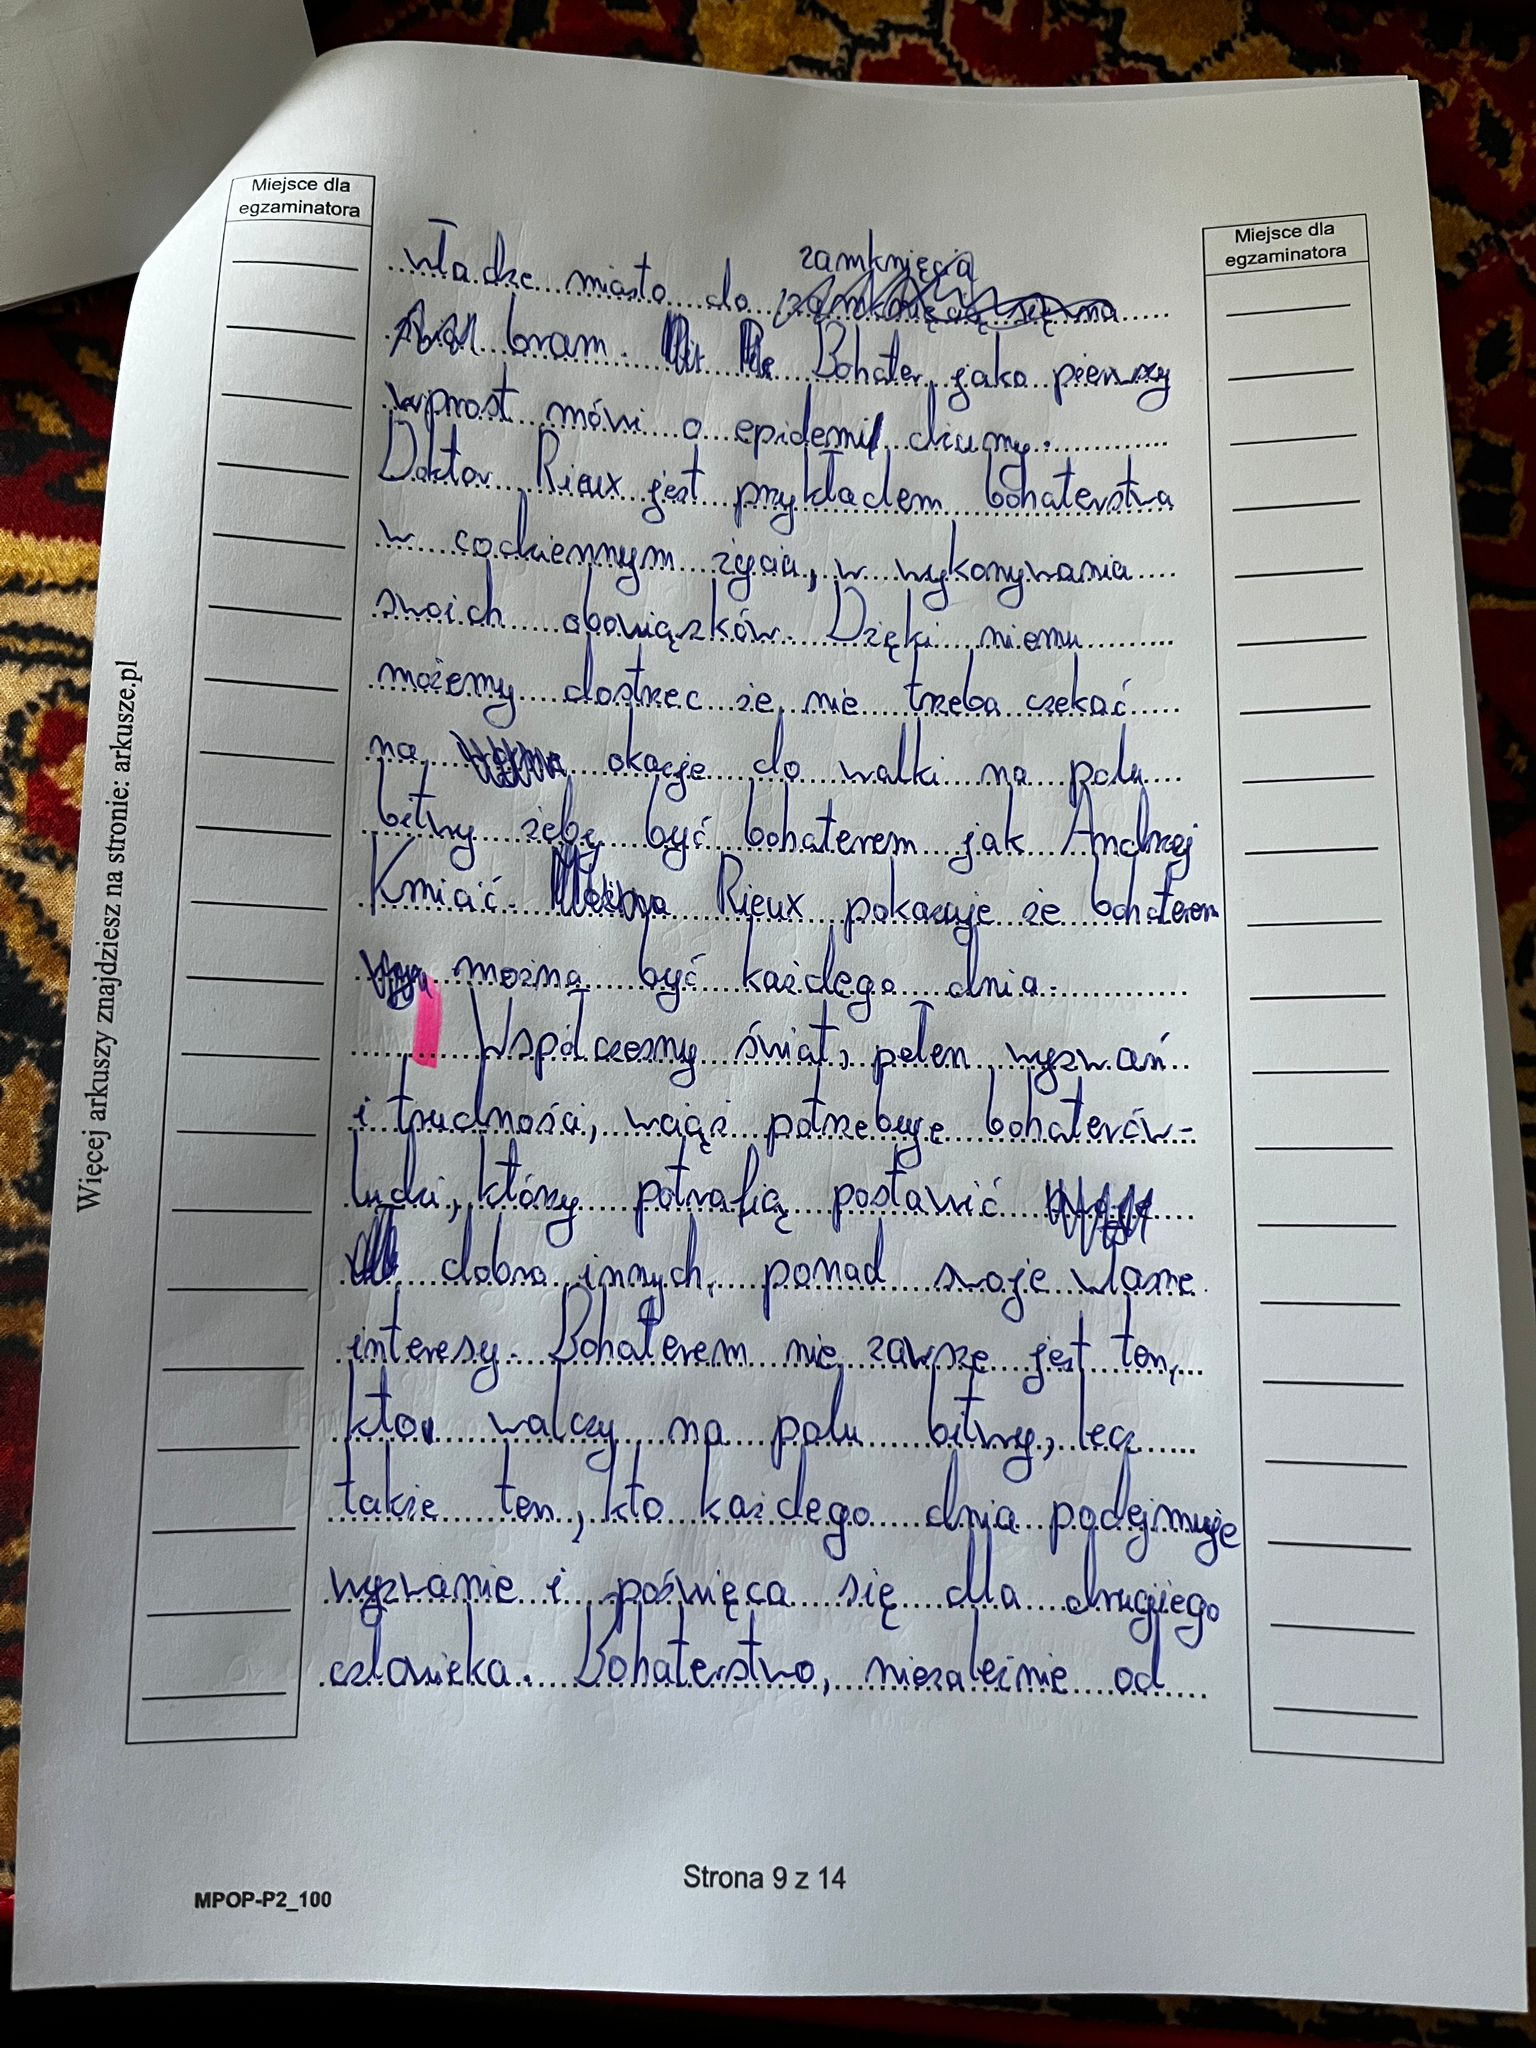 Miejsce dla
egzaminatora
Miejsce dla
egzaminatora
władze miasta do zamknięcia
bram. Bohater jako pierwszy
wprost mówi o epidemi dżumy.
Doktor Rieux jest przykładem bohaterstwa
w codziennym życiu, w wykonywania
swoich obowiązków. Dzięki niemu
możemy dostrzec że nie trzeba czekać
na okacje do walki na polu
bitwy żeby być bohaterem jak Andrzej
Kmicić. Rieux pokazuje że bohaterem
można być każdego dnia.
Współczesny świat, pełen wyzwań
i trudności, wciąż potrzebuje bohaterów-
ludzi, którzy potrafią postawić
dobro innych, ponad swoje własne
interesy. Bohaterem nie zawsze jest ten,
kto walczy na polu bitwy, lecz
także ten, kto każdego dnia podejmuje
wyzwanie i poświęca się dla drugiego
człowieka. Bohaterstwo, niezależnie od
Więcej arkuszy znajdziesz na stronie: arkusze.pl
Strona 9 z 14
MPOP-P2_100